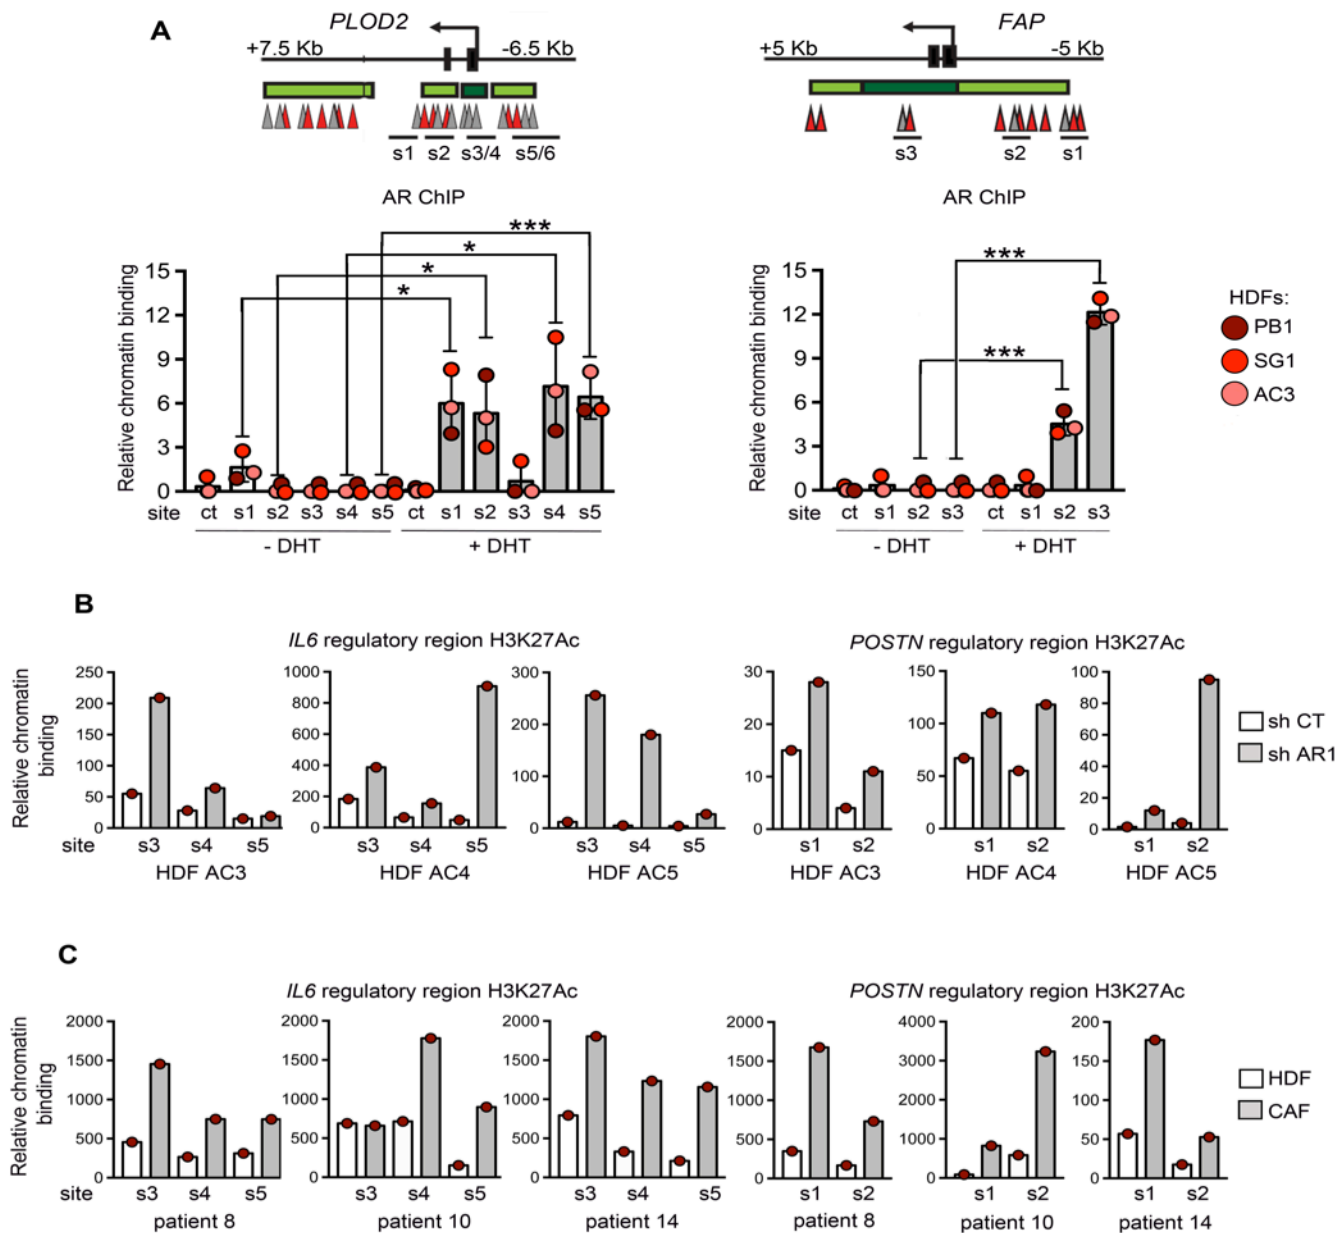 A
PLOD2
FAP
+7.5 Kb
-6.5 Kb
+5 Kb
-5 Kb
s1 s2 s3/4 s5/6
s3 s2 s1
AR ChIP
AR ChIP
Relative chromatin binding
15
12
9
6
3
0
* * * ***
site ct s1 s2 s3 s4 s5 ct s1 s2 s3 s4 s5
- DHT + DHT
Relative chromatin binding
15
12
9
6
3
0
*** ***
site ct s1 s2 s3 ct s1 s2 s3
- DHT + DHT
HDFs:
PB1
SG1
AC3
B
IL6 regulatory region H3K27Ac
POSTN regulatory region H3K27Ac
Relative chromatin
binding
250
200
150
100
50
0
site s3 s4 s5
HDF AC3
1000
800
600
400
200
0
s3 s4 s5
HDF AC4
300
200
100
0
s3 s4 s5
HDF AC5
30
20
10
0
s1 s2
HDF AC3
150
100
50
0
s1 s2
HDF AC4
100
80
60
40
20
0
s1 s2
HDF AC5
sh CT
sh AR1
C
IL6 regulatory region H3K27Ac
POSTN regulatory region H3K27Ac
Relative chromatin
binding
2000
1500
1000
500
0
site s3 s4 s5
patient 8
2000
1500
1000
500
0
s3 s4 s5
patient 10
2000
1500
1000
500
0
s3 s4 s5
patient 14
2000
1500
1000
500
0
s1 s2
patient 8
4000
3000
2000
1000
0
s1 s2
patient 10
200
150
100
50
0
s1 s2
patient 14
HDF
CAF